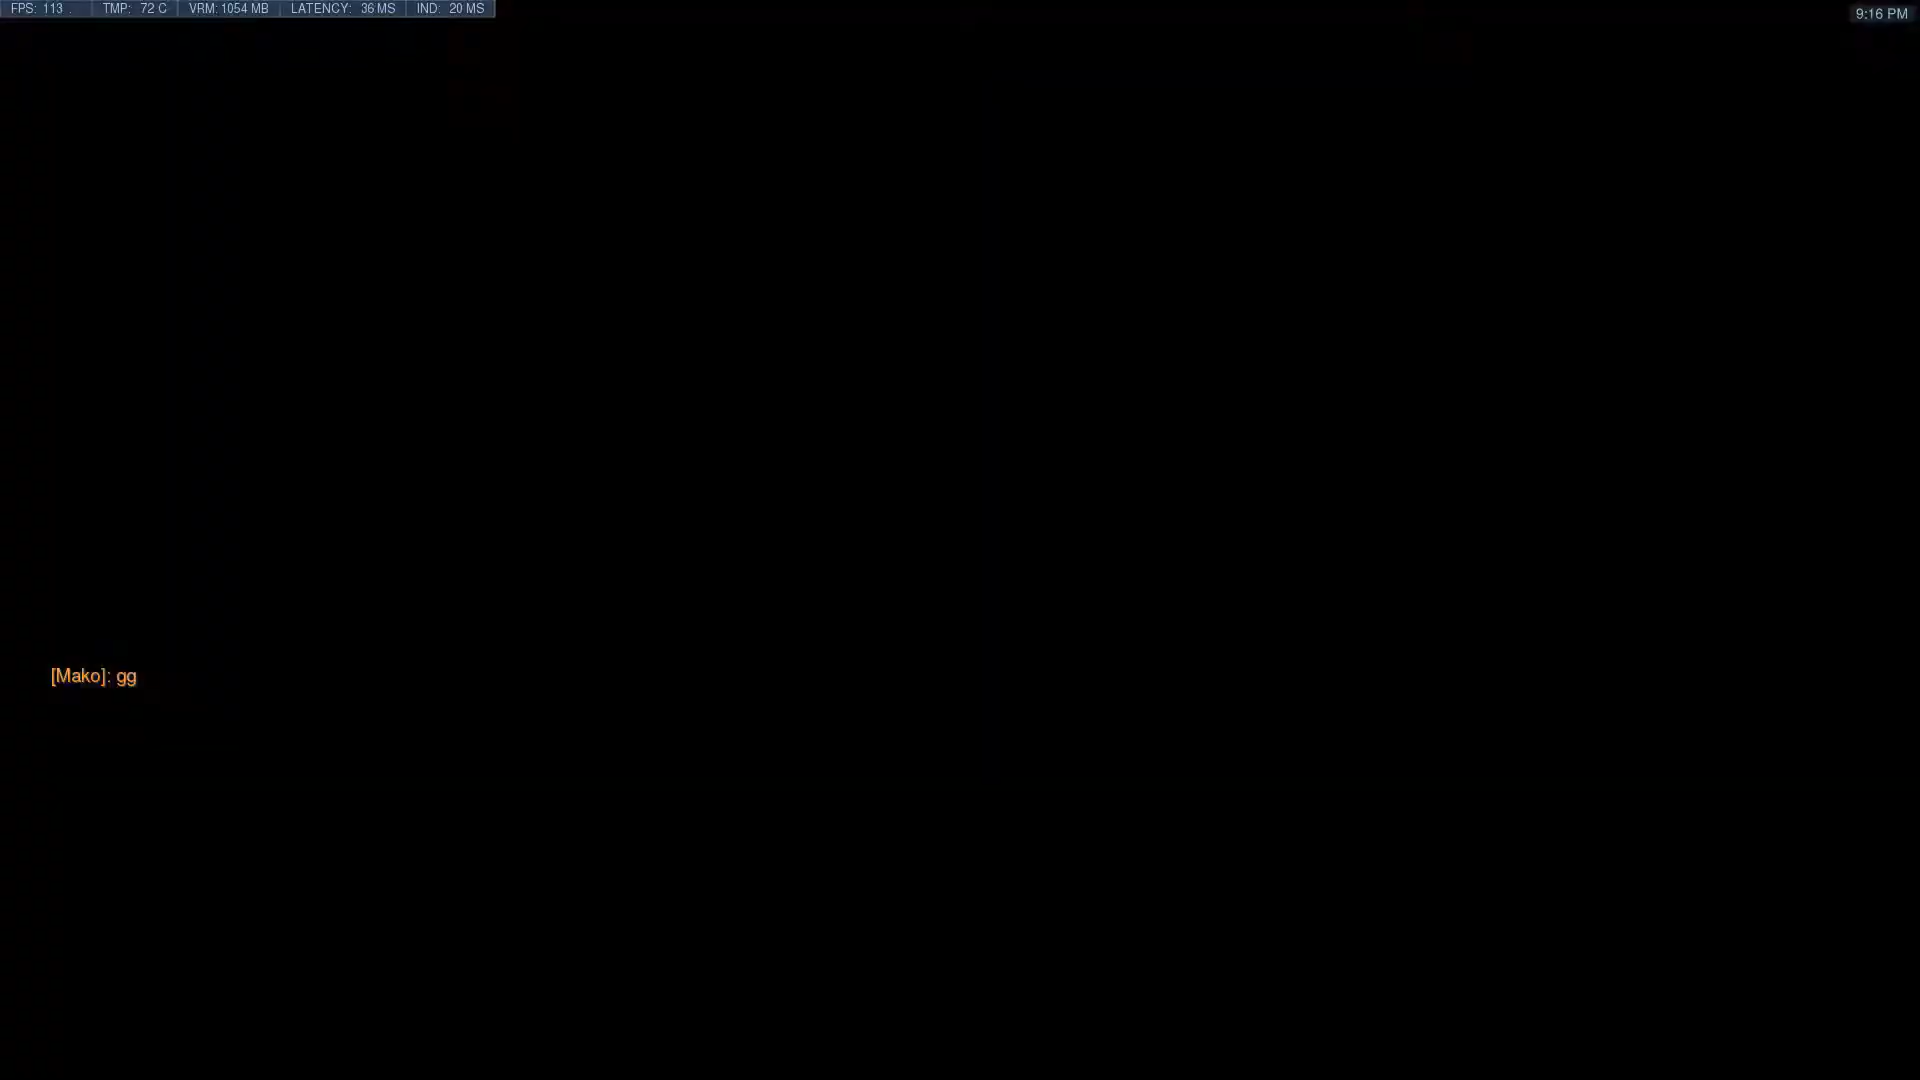 FPS: 113 . TMP: 72 C VRM: 1054 MB LATENCY: 36 MS IND: 20 MS
9:16 PM
[Mako]: gg